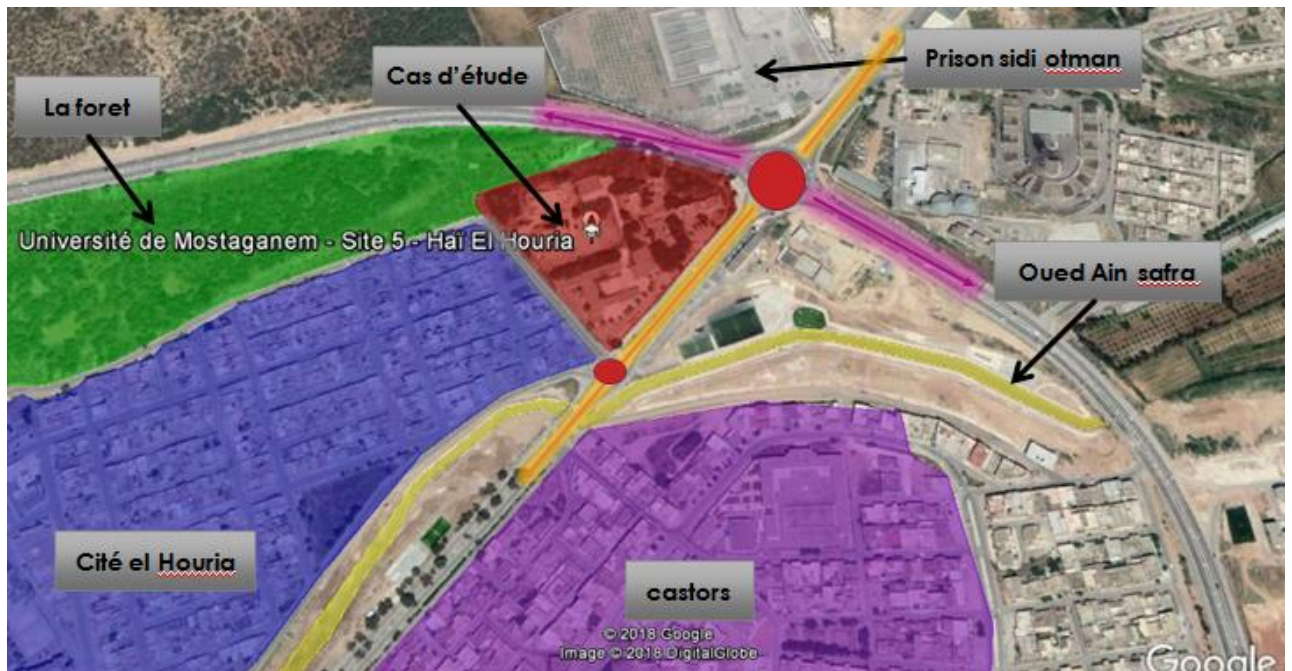 Prison sidi otman
Cas d'étude
La foret
Université de Mostaganem - Site 5 - Haï El Houria
Oued Ain safra
Cité el Houria
castors
© 2018 Google
Image © 2018 DigitalGlobe
Google